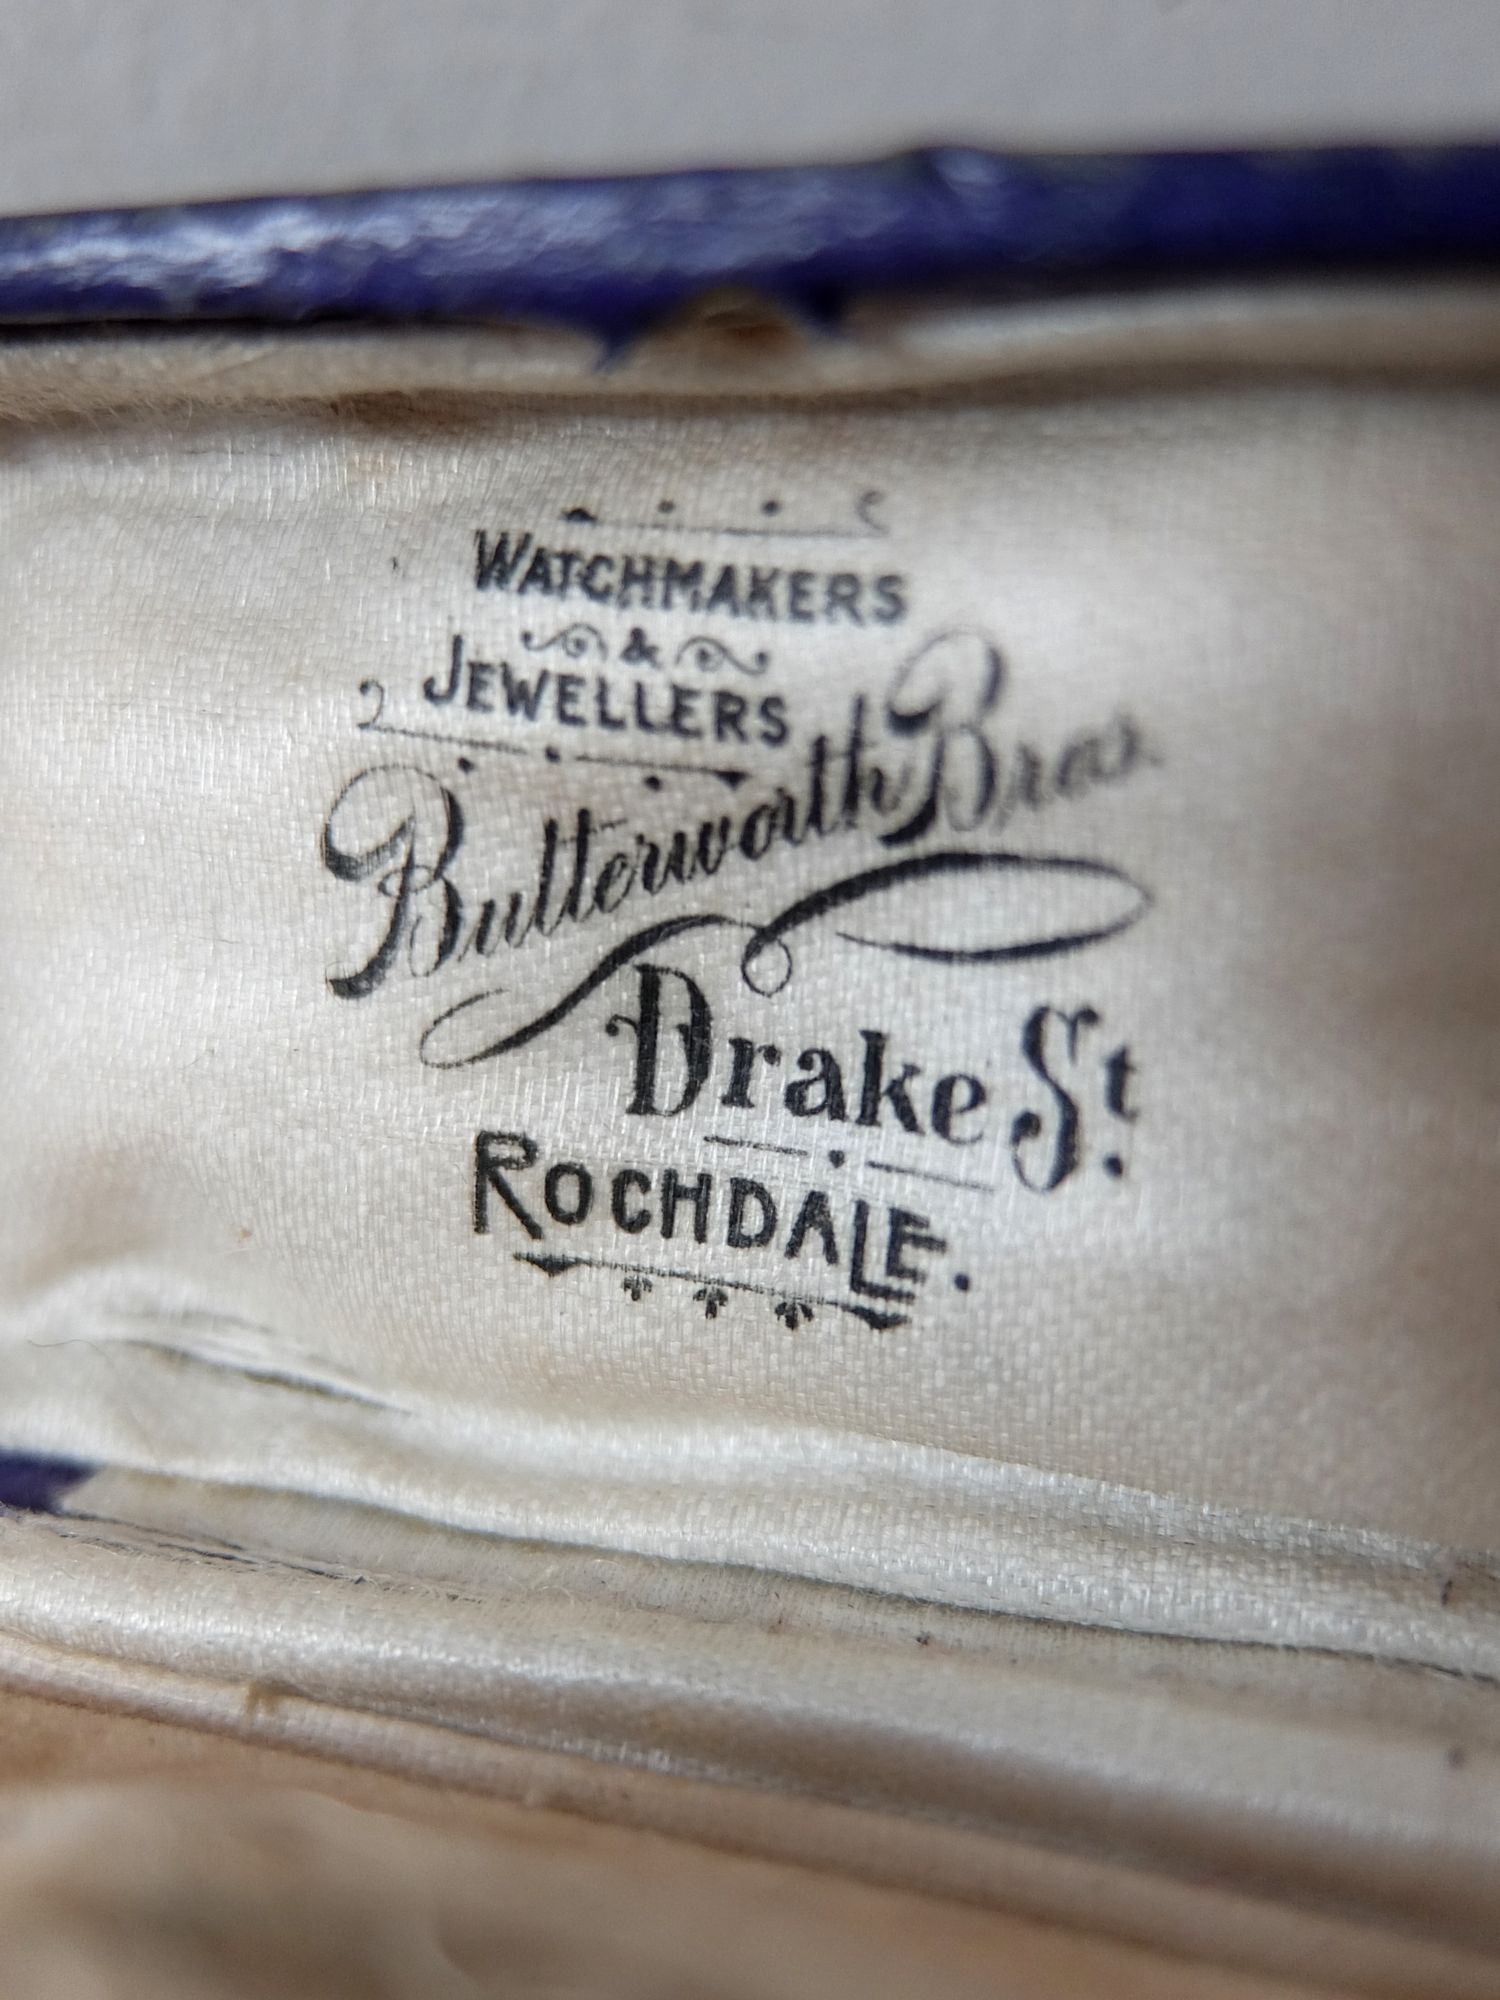 WATCHMAKERS
&
JEWELLERS
Butterworth Bros.
Drake St.
ROCHDALE.